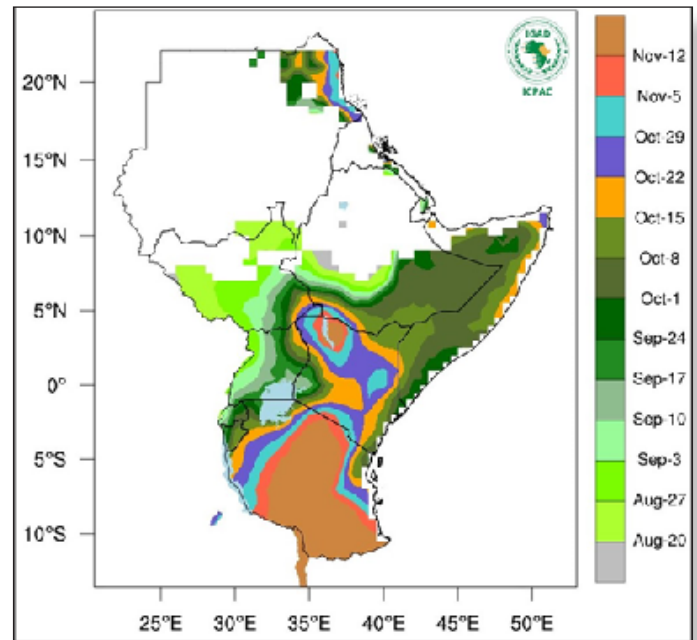 IGAD
ICPAC
20°N
15°N
10°N
5°N
0°
5°S
10°S
25°E 30°E 35°E 40°E 45°E 50°E
Nov-12
Nov-5
Oct-29
Oct-22
Oct-15
Oct-8
Oct-1
Sep-24
Sep-17
Sep-10
Sep-3
Aug-27
Aug-20